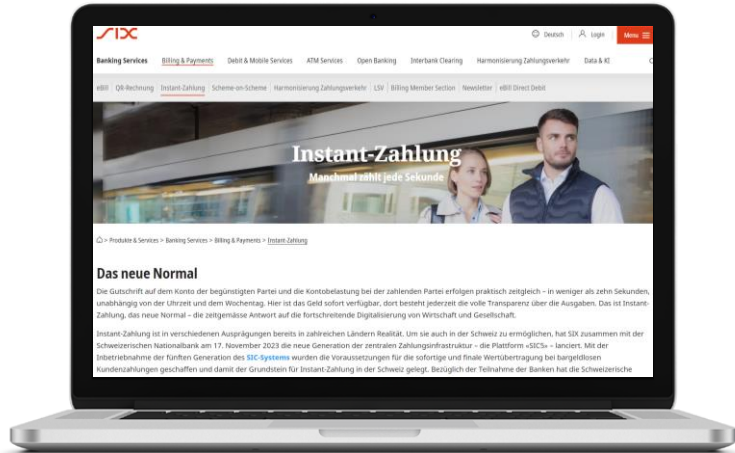 SIX
Deutsch Login Menu
Banking Services Billing & Payments Debit & Mobile Services ATM Services Open Banking Interbank Clearing Harmonisierung Zahlungsverkehr Data & KI
eBill QR-Rechnung Instant-Zahlung Scheme-on-Scheme Harmonisierung Zahlungsverkehr LSV Billing Member Section Newsletter eBill Direct Debit
Instant-Zahlung
Manchmal zählt jede Sekunde
> Produkte & Services > Banking Services > Billing & Payments > Instant-Zahlung
Das neue Normal
Die Gutschrift auf dem Konto der begünstigten Partei und die Kontobelastung bei der zahlenden Partei erfolgen praktisch zeitgleich – in weniger als zehn Sekunden,
unabhängig von der Uhrzeit und dem Wochentag. Hier ist das Geld sofort verfügbar, dort besteht jederzeit die volle Transparenz über die Ausgaben. Das ist Instant-
Zahlung, das neue Normal – die zeitgemässe Antwort auf die fortschreitende Digitalisierung von Wirtschaft und Gesellschaft.
Instant-Zahlung ist in verschiedenen Ausprägungen bereits in zahlreichen Ländern Realität. Um sie auch in der Schweiz zu ermöglichen, hat SIX zusammen mit der
Schweizerischen Nationalbank am 17. November 2023 die neue Generation der zentralen Zahlungsinfrastruktur – die Plattform «SIC5» – lanciert. Mit der
Inbetriebnahme der fünften Generation des SIC-Systems wurden die Voraussetzungen für die sofortige und finale Wertübertragung bei bargeldlosen
Kundenzahlungen geschaffen und damit der Grundstein für Instant-Zahlung in der Schweiz gelegt. Bezüglich der Teilnahme der Banken hat die Schweizerische